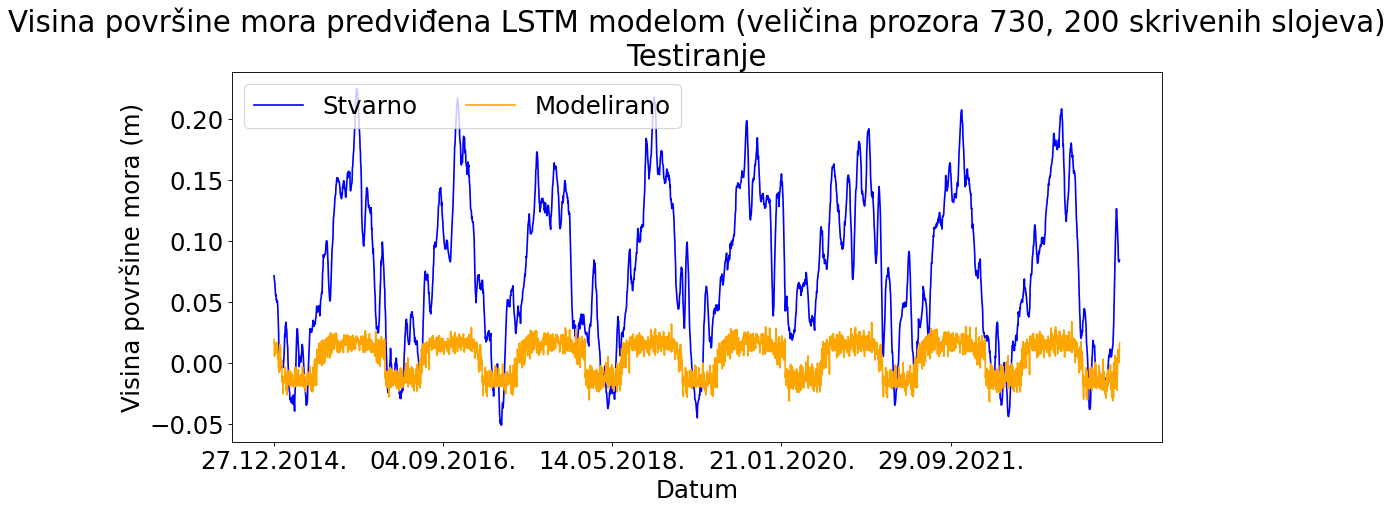 Visina površine mora predviđena LSTM modelom (veličina prozora 730, 200 skrivenih slojeva)
Testiranje
Stvarno
Modelirano
Visina površine mora (m)
0.20
0.15
0.10
0.05
0.00
−0.05
27.12.2014.
04.09.2016.
14.05.2018.
21.01.2020.
29.09.2021.
Datum